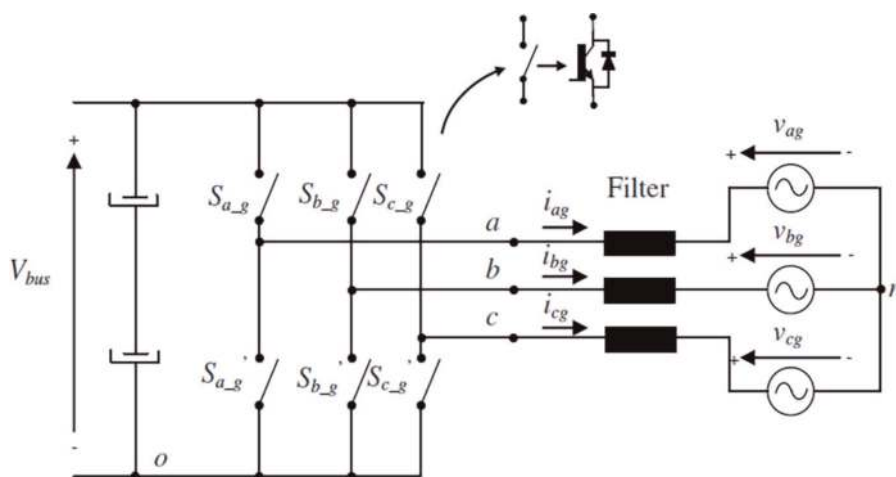 v_ag
+ -
S_a_g S_b_g S_c_g
Filter
i_ag
a
+
V_bus
-
v_bg
+ -
i_bg
b
n
i_cg
c
v_cg
+ -
S_a_g' S_b_g' S_c_g'
o